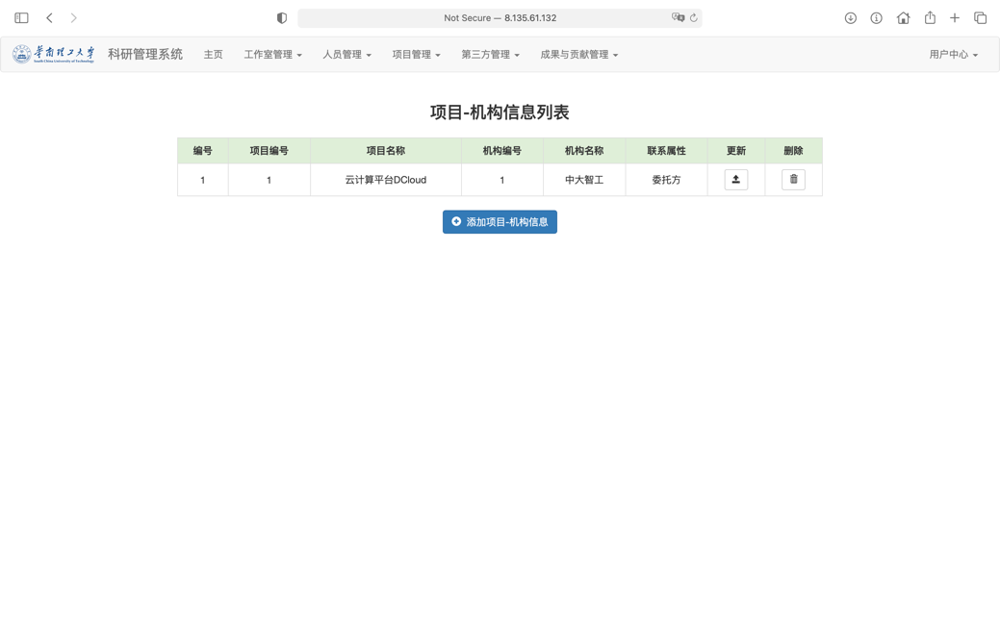 Not Secure — 8.135.61.132
华南理工大学
South China University of Technology
科研管理系统 主页 工作室管理 人员管理 项目管理 第三方管理 成果与贡献管理 用户中心
项目-机构信息列表
编号 项目编号 项目名称 机构编号 机构名称 联系属性 更新 删除
1 1 云计算平台DCloud 1 中大智工 委托方
添加项目-机构信息